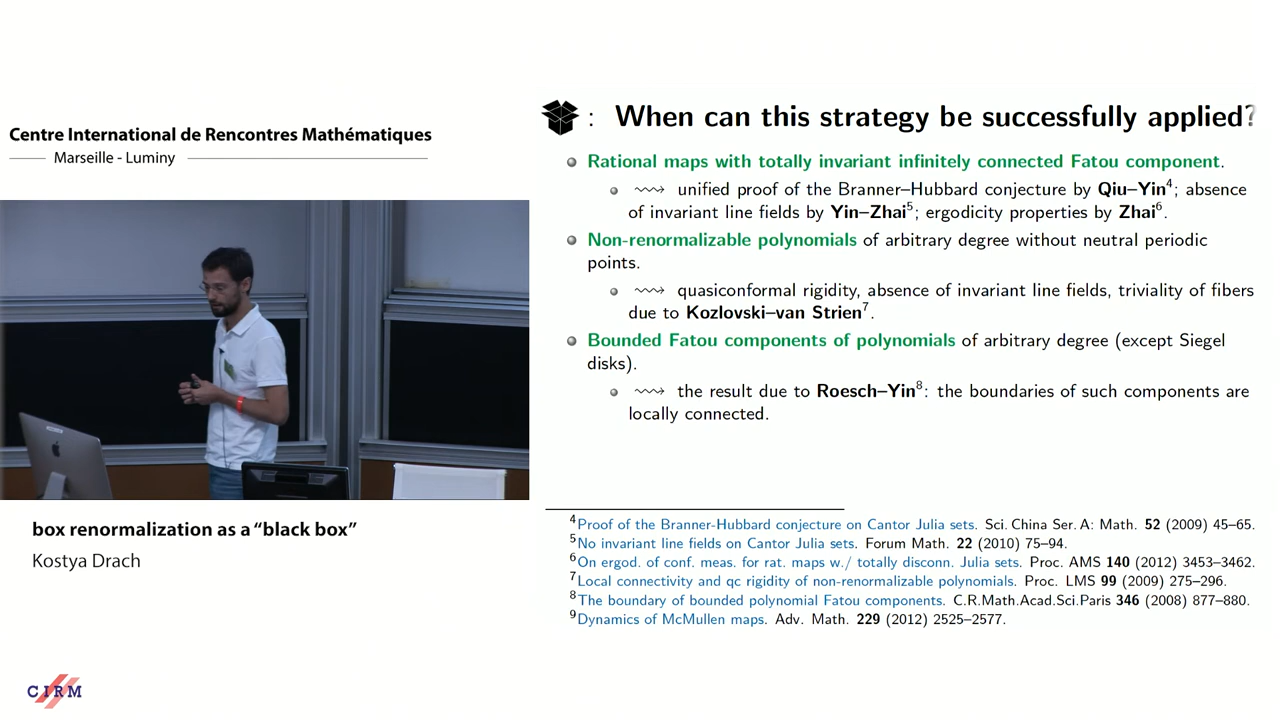 Centre International de Rencontres Mathématiques
Marseille - Luminy
box renormalization as a “black box”
Kostya Drach
CIRM
: When can this strategy be successfully applied?
Rational maps with totally invariant infinitely connected Fatou component.
⇝ unified proof of the Branner–Hubbard conjecture by Qiu–Yin⁴; absence
of invariant line fields by Yin–Zhai⁵; ergodicity properties by Zhai⁶.
Non-renormalizable polynomials of arbitrary degree without neutral periodic
points.
⇝ quasiconformal rigidity, absence of invariant line fields, triviality of fibers
due to Kozlovski–van Strien⁷.
Bounded Fatou components of polynomials of arbitrary degree (except Siegel
disks).
⇝ the result due to Roesch–Yin⁸: the boundaries of such components are
locally connected.
⁴Proof of the Branner-Hubbard conjecture on Cantor Julia sets. Sci. China Ser. A: Math. 52 (2009) 45–65.
⁵No invariant line fields on Cantor Julia sets. Forum Math. 22 (2010) 75–94.
⁶On ergod. of conf. meas. for rat. maps w./ totally disconn. Julia sets. Proc. AMS 140 (2012) 3453–3462.
⁷Local connectivity and qc rigidity of non-renormalizable polynomials. Proc. LMS 99 (2009) 275–296.
⁸The boundary of bounded polynomial Fatou components. C.R.Math.Acad.Sci.Paris 346 (2008) 877–880.
⁹Dynamics of McMullen maps. Adv. Math. 229 (2012) 2525–2577.